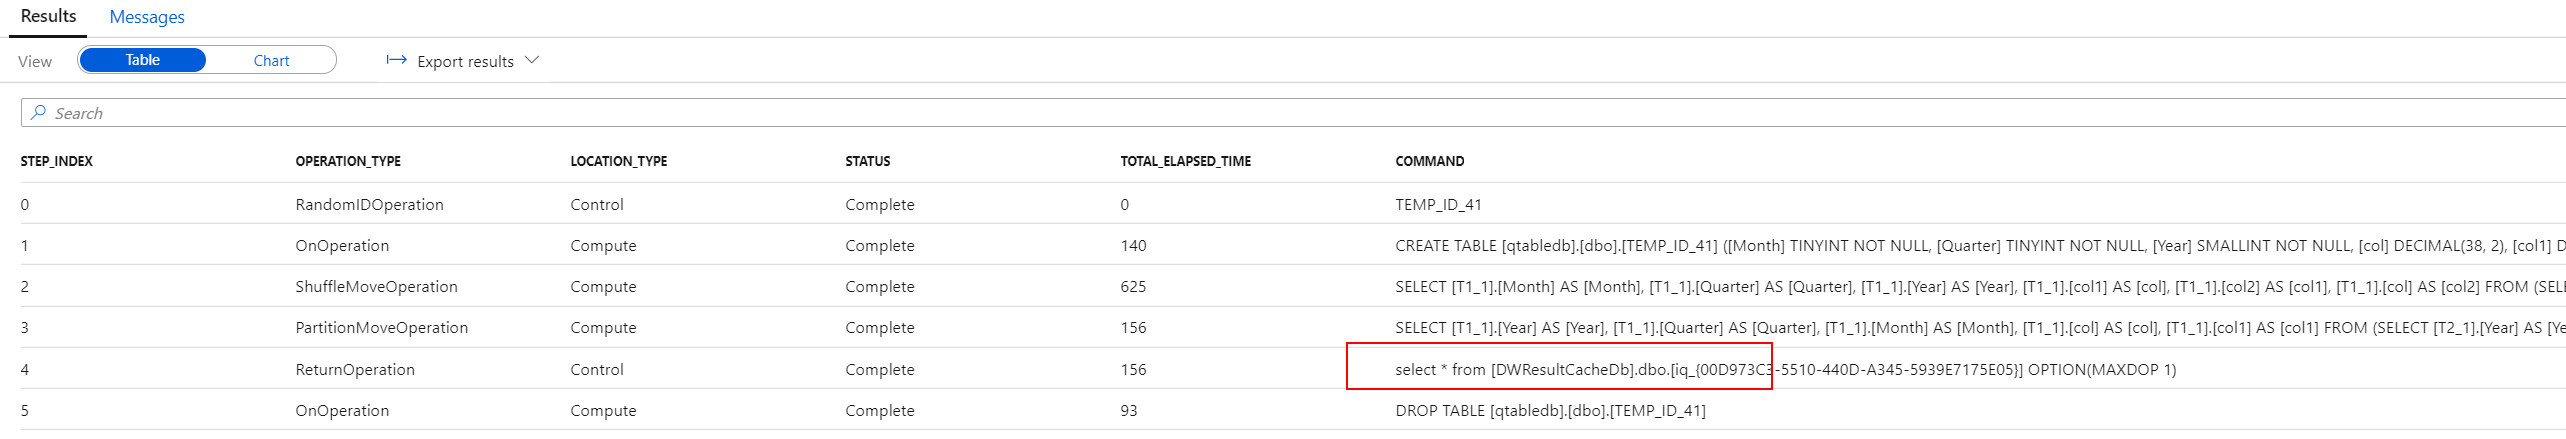 Results Messages
View Table Chart Export results
Search
STEP_INDEX OPERATION_TYPE LOCATION_TYPE STATUS TOTAL_ELAPSED_TIME COMMAND
0 RandomIDOperation Control Complete 0 TEMP_ID_41
1 OnOperation Compute Complete 140 CREATE TABLE [qtabledb].[dbo].[TEMP_ID_41] ([Month] TINYINT NOT NULL, [Quarter] TINYINT NOT NULL, [Year] SMALLINT NOT NULL, [col] DECIMAL(38, 2), [col1] D
2 ShuffleMoveOperation Compute Complete 625 SELECT [T1_1].[Month] AS [Month], [T1_1].[Quarter] AS [Quarter], [T1_1].[Year] AS [Year], [T1_1].[col1] AS [col], [T1_1].[col2] AS [col1], [T1_1].[col] AS [col2] FROM (SEL
3 PartitionMoveOperation Compute Complete 156 SELECT [T1_1].[Year] AS [Year], [T1_1].[Quarter] AS [Quarter], [T1_1].[Month] AS [Month], [T1_1].[col] AS [col], [T1_1].[col1] AS [col1] FROM (SELECT [T2_1].[Year] AS [Ye
4 ReturnOperation Control Complete 156 select * from [DWResultCacheDb].dbo.[iq_{00D973C3-5510-440D-A345-5939E7175E05}] OPTION(MAXDOP 1)
5 OnOperation Compute Complete 93 DROP TABLE [qtabledb].[dbo].[TEMP_ID_41]